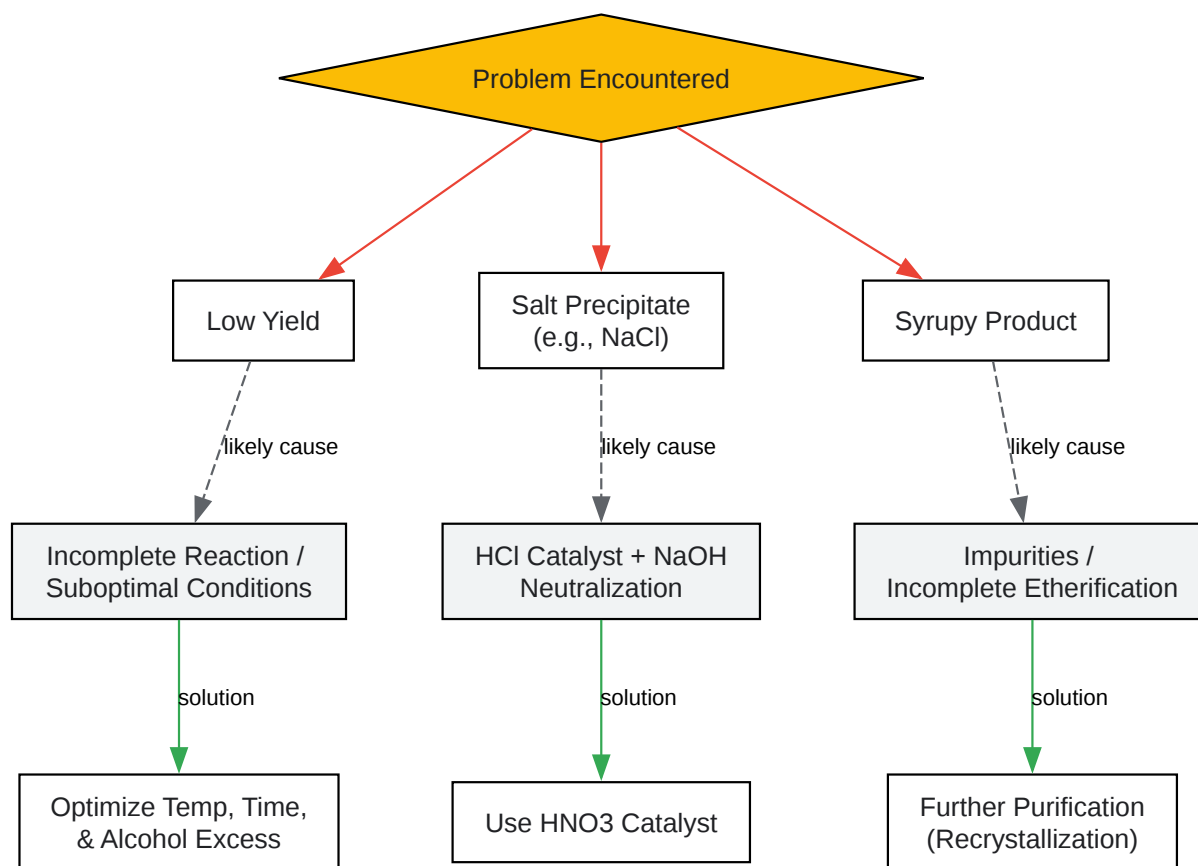 Problem Encountered
Low Yield
Salt Precipitate
(e.g., NaCl)
Syrupy Product
likely cause
likely cause
likely cause
Incomplete Reaction /
Suboptimal Conditions
HCl Catalyst + NaOH
Neutralization
Impurities /
Incomplete Etherification
solution
solution
solution
Optimize Temp, Time,
& Alcohol Excess
Use HNO3 Catalyst
Further Purification
(Recrystallization)